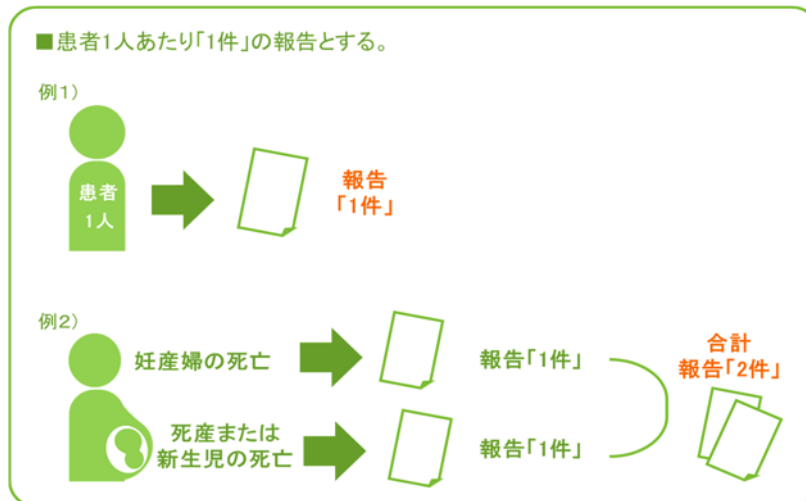 ■患者1人あたり「1件」の報告とする。
例1)
患者
1人
報告
「1件」
例2)
妊産婦の死亡
報告「1件」
死産または
新生児の死亡
報告「1件」
合計
報告「2件」